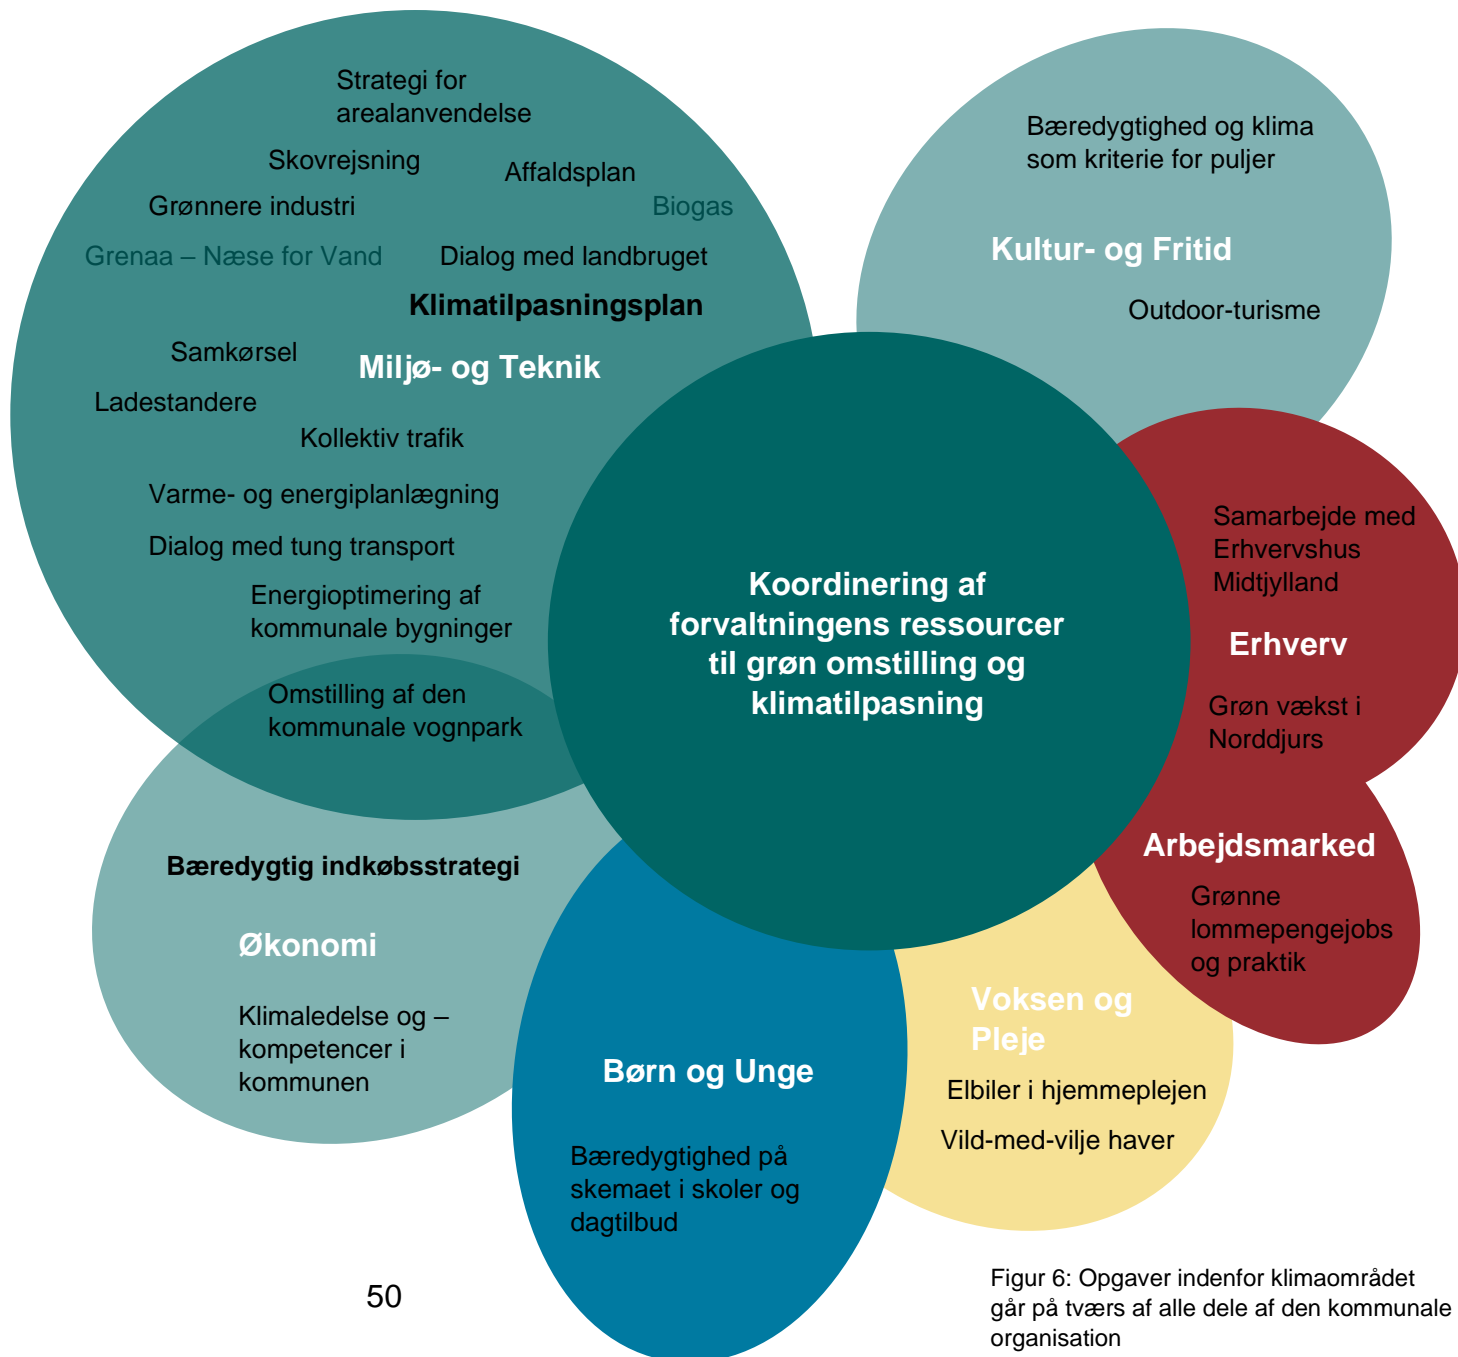 Strategi for
arealanvendelse
Skovrejsning
Affaldsplan
Grønnere industri
Biogas
Grenaa – Næse for Vand
Dialog med landbruget
Klimatilpasningsplan
Samkørsel
Miljø- og Teknik
Ladestandere
Kollektiv trafik
Varme- og energiplanlægning
Dialog med tung transport
Energioptimering af
kommunale bygninger
Omstilling af den
kommunale vognpark
Bæredygtighed og klima
som kriterie for puljer
Kultur- og Fritid
Outdoor-turisme
Koordinering af
forvaltningens ressourcer
til grøn omstilling og
klimatilpasning
Samarbejde med
Erhvervshus
Midtjylland
Erhverv
Grøn vækst i
Norddjurs
Arbejdsmarked
Grønne
lommepengejobs
og praktik
Bæredygtig indkøbsstrategi
Økonomi
Klimaledelse og –
kompetencer i
kommunen
Børn og Unge
Bæredygtighed på
skemaet i skoler og
dagtilbud
Voksen og
Pleje
Elbiler i hjemmeplejen
Vild-med-vilje haver
50
Figur 6: Opgaver indenfor klimaområdet
går på tværs af alle dele af den kommunale
organisation